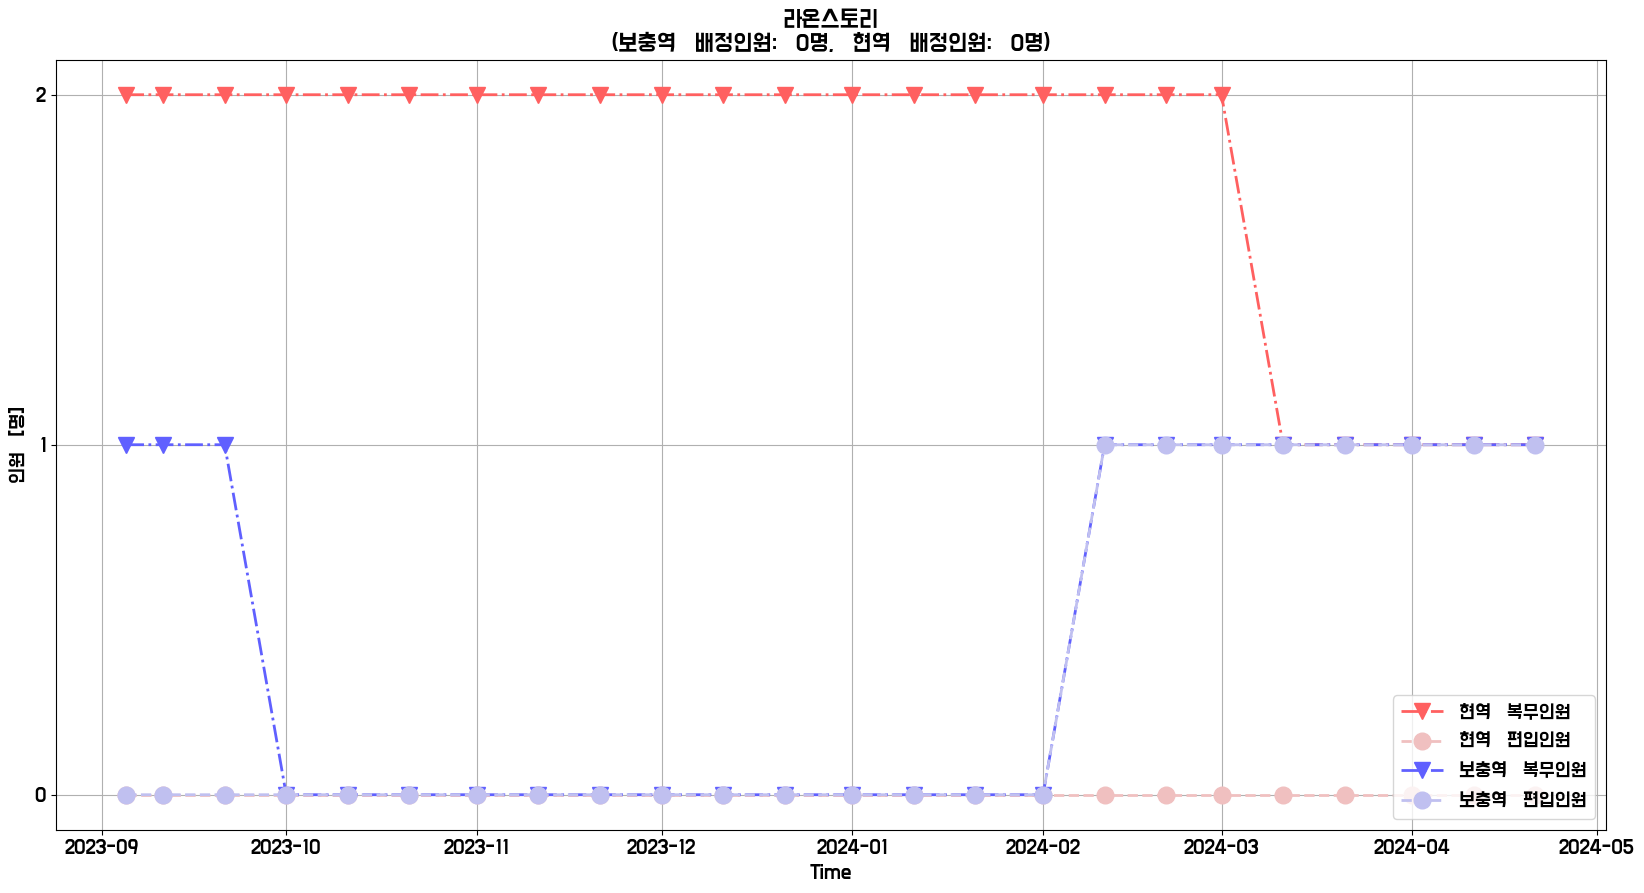 라온스토리
(보충역 배정인원: 0명, 현역 배정인원: 0명)
2
1
0
인원 [명]
현역 복무인원
현역 편입인원
보충역 복무인원
보충역 편입인원
2023-09 2023-10 2023-11 2023-12 2024-01 2024-02 2024-03 2024-04 2024-05
Time